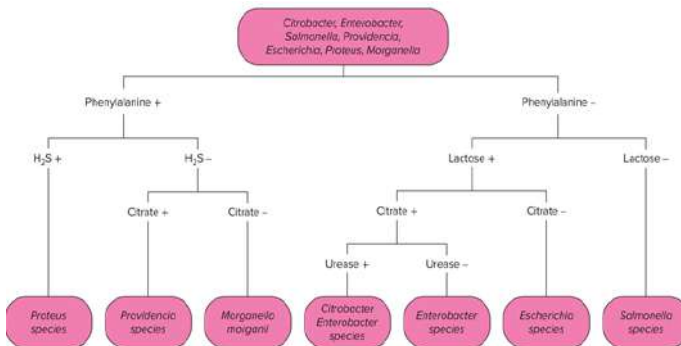 Citrobacter, Enterobacter,
Salmonella, Providencia,
Escherichia, Proteus, Morganella
Phenylalanine +
Phenylalanine –
H₂S +
H₂S –
Lactose +
Lactose –
Citrate +
Citrate –
Citrate +
Citrate –
Urease +
Urease –
Proteus
species
Providencia
species
Morganella
morganii
Citrobacter
Enterobacter
species
Enterobacter
species
Escherichia
species
Salmonella
species